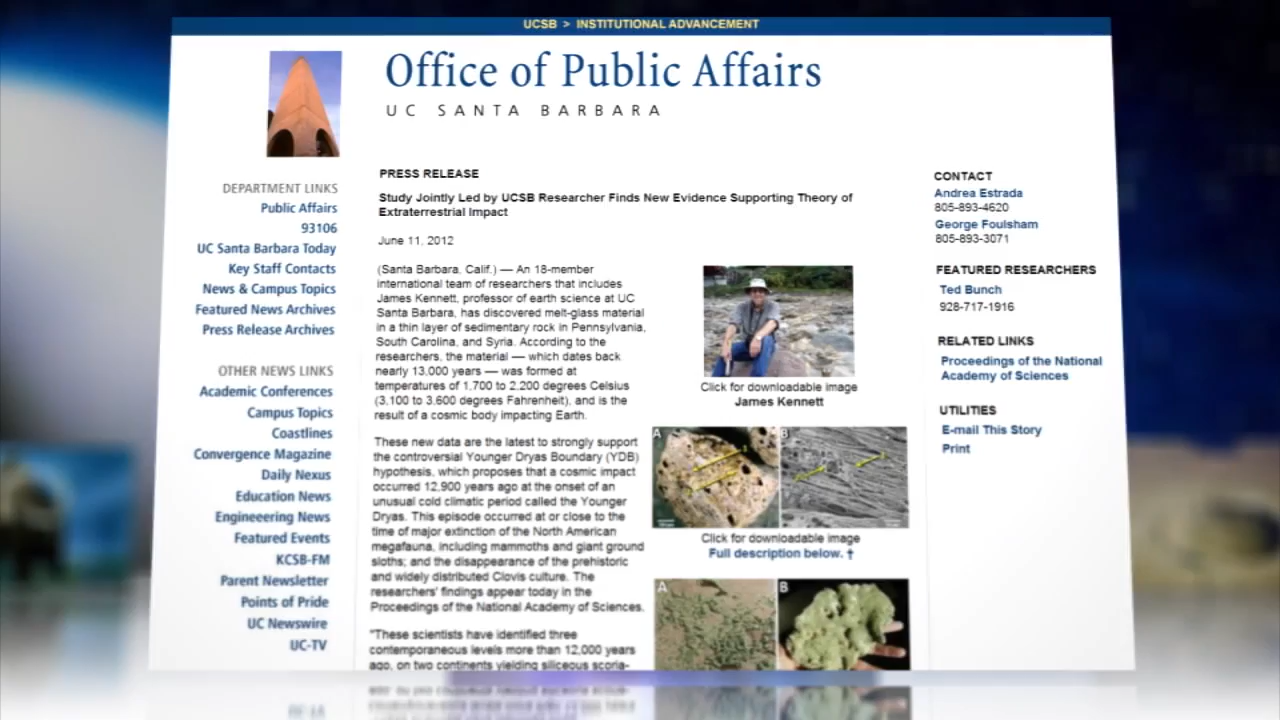 UCSB > INSTITUTIONAL ADVANCEMENT
Office of Public Affairs
UC SANTA BARBARA
DEPARTMENT LINKS
Public Affairs
93106
UC Santa Barbara Today
Key Staff Contacts
News & Campus Topics
Featured News Archives
Press Release Archives
OTHER NEWS LINKS
Academic Conferences
Campus Topics
Coastlines
Convergence Magazine
Daily Nexus
Education News
Engineeering News
Featured Events
KCSB-FM
Parent Newsletter
Points of Pride
UC Newswire
UC-TV
PRESS RELEASE
Study Jointly Led by UCSB Researcher Finds New Evidence Supporting Theory of
Extraterrestrial Impact
June 11, 2012
(Santa Barbara, Calif.) — An 18-member
international team of researchers that includes
James Kennett, professor of earth science at UC
Santa Barbara, has discovered melt-glass material
in a thin layer of sedimentary rock in Pennsylvania,
South Carolina, and Syria. According to the
researchers, the material — which dates back
nearly 13,000 years — was formed at
temperatures of 1,700 to 2,200 degrees Celsius
(3,100 to 3,600 degrees Fahrenheit), and is the
result of a cosmic body impacting Earth.
These new data are the latest to strongly support
the controversial Younger Dryas Boundary (YDB)
hypothesis, which proposes that a cosmic impact
occurred 12,900 years ago at the onset of an
unusual cold climatic period called the Younger
Dryas. This episode occurred at or close to the
time of major extinction of the North American
megafauna, including mammoths and giant ground
sloths; and the disappearance of the prehistoric
and widely distributed Clovis culture. The
researchers' findings appear today in the
Proceedings of the National Academy of Sciences.
"These scientists have identified three
contemporaneous levels more than 12,000 years
ago, on two continents yielding siliceous scoria-
Click for downloadable image
James Kennett
A
B
Click for downloadable image
Full description below. †
A
B
CONTACT
Andrea Estrada
805-893-4620
George Foulsham
805-893-3071
FEATURED RESEARCHERS
Ted Bunch
928-717-1916
RELATED LINKS
Proceedings of the National
Academy of Sciences
UTILITIES
E-mail This Story
Print